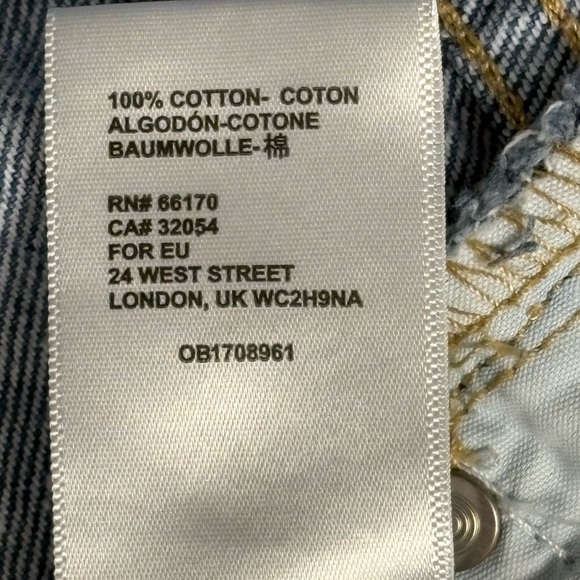 100% COTTON- COTON
ALGODÓN-COTONE
BAUMWOLLE-棉
RN# 66170
CA# 32054
FOR EU
24 WEST STREET
LONDON, UK WC2H9NA
OB1708961